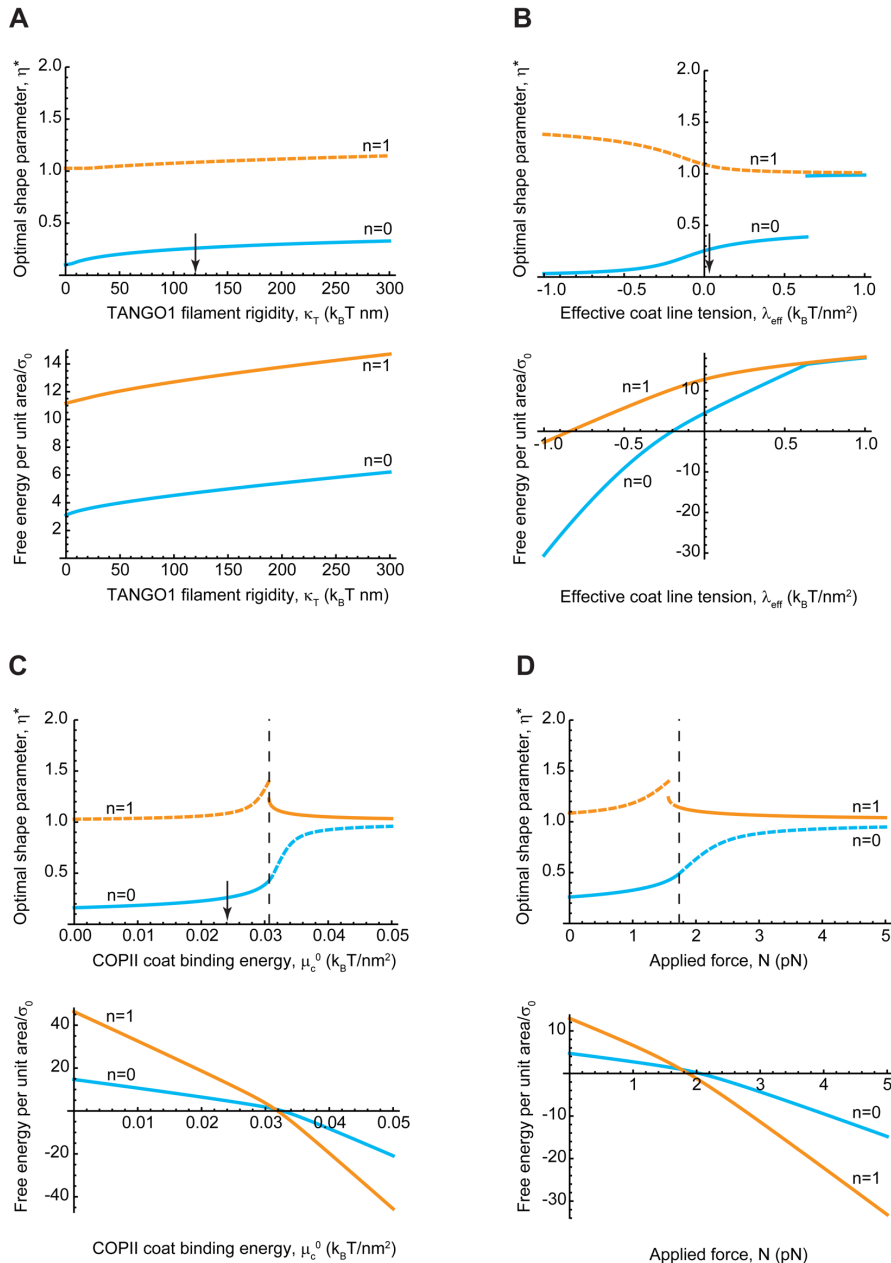 A
Optimal shape parameter, η*
2.0
1.5
n=1
1.0
0.5
n=0
0 50 100 150 200 250 300
TANGO1 filament rigidity, κT (kBT nm)
Free energy per unit area/σ0
14
n=1
12
10
8
6
n=0
4
2
0 50 100 150 200 250 300
TANGO1 filament rigidity, κT (kBT nm)
B
Optimal shape parameter, η*
2.0
1.5
n=1
1.0
0.5
n=0
-1.0 -0.5 0.0 0.5 1.0
Effective coat line tension, λeff (kBT/nm²)
Free energy per unit area/σ0
n=1
10
-1.0 -0.5 0.5 1.0
n=0
-10
-20
-30
Effective coat line tension, λeff (kBT/nm²)
C
Optimal shape parameter, η*
2.0
1.5
n=1
1.0
0.5
n=0
0.00 0.01 0.02 0.03 0.04 0.05
COPII coat binding energy, μc⁰ (kBT/nm²)
Free energy per unit area/σ0
n=1
40
20
n=0
0.01 0.02 0.03 0.04 0.05
-20
-40
COPII coat binding energy, μc⁰ (kBT/nm²)
D
Optimal shape parameter, η*
2.0
1.5
n=1
1.0
n=0
0.5
0 1 2 3 4 5
Applied force, N (pN)
Free energy per unit area/σ0
10
1 2 3 4 5
n=0
-10
-20
n=1
-30
Applied force, N (pN)